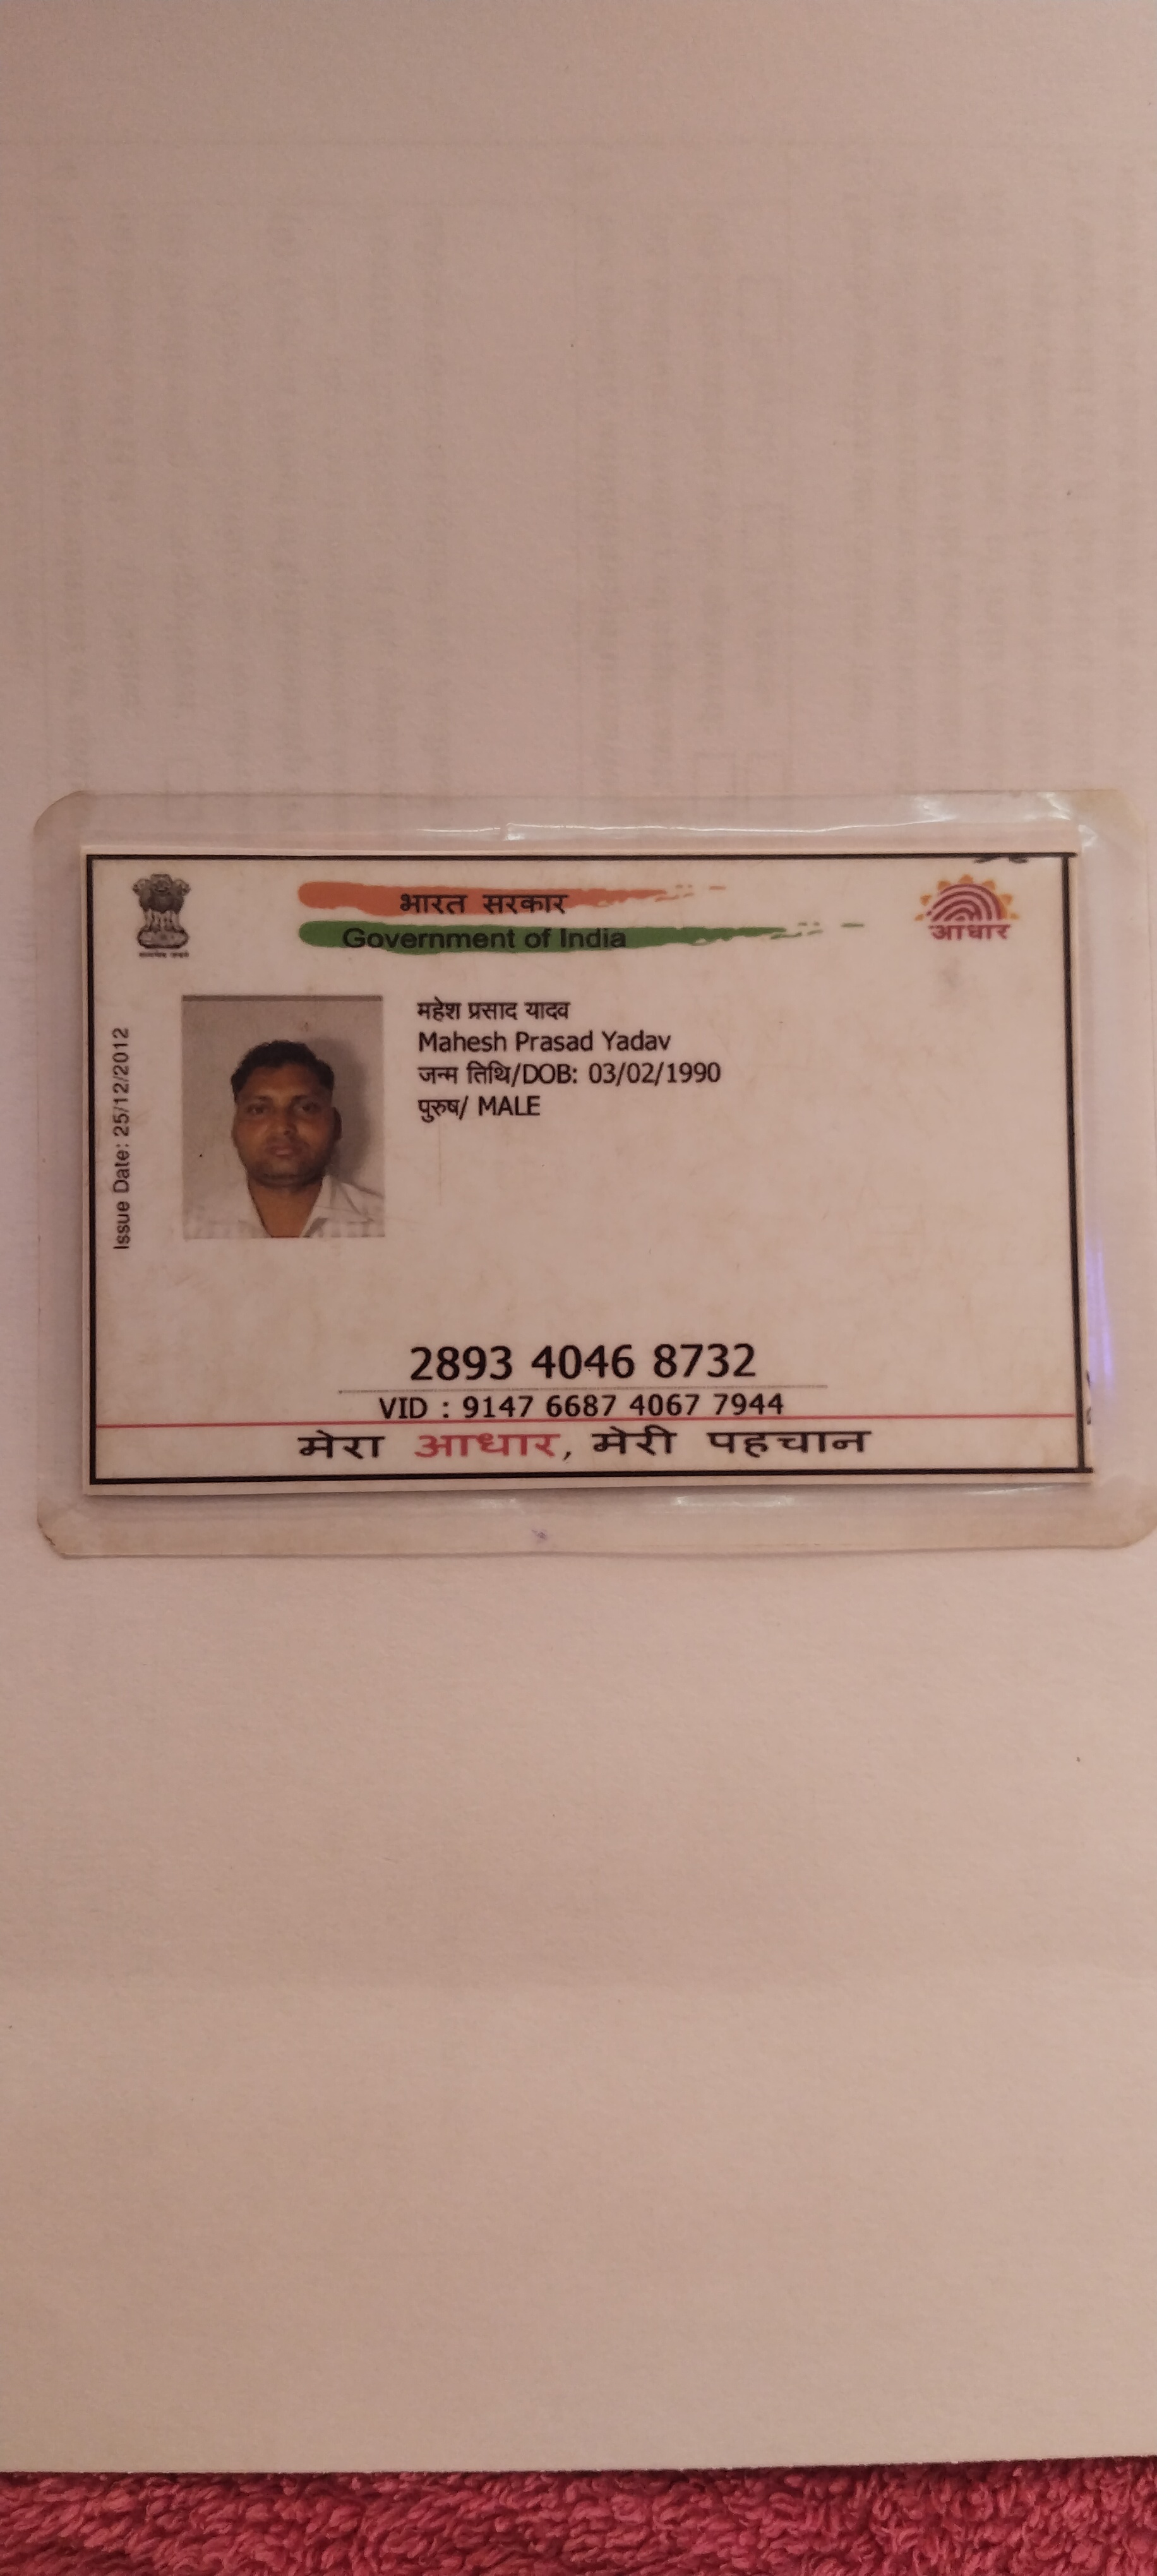 भारत सरकार
Government of India
आधार
Issue Date: 25/12/2012
महेश प्रसाद यादव
Mahesh Prasad Yadav
जन्म तिथि/DOB: 03/02/1990
पुरुष/ MALE
2893 4046 8732
VID : 9147 6687 4067 7944
मेरा आधार, मेरी पहचान